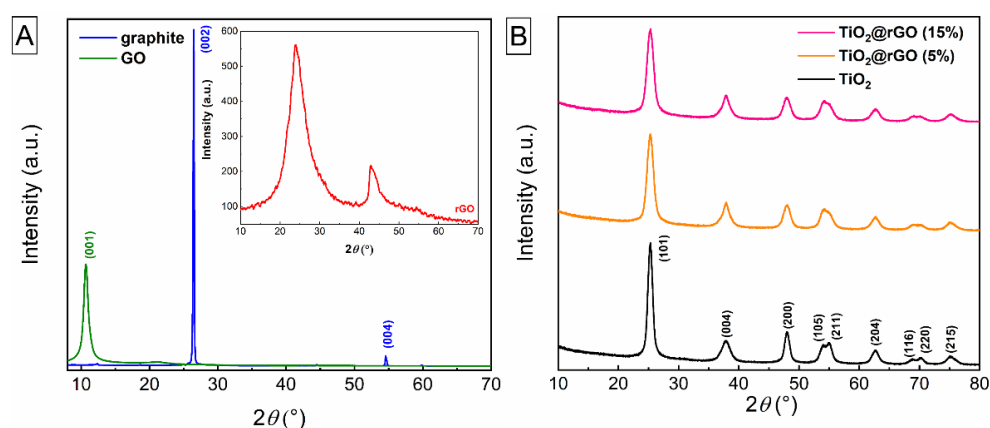 A
graphite
GO
(002)
(001)
(004)
Intensity (a.u.)
10
20
30
40
50
60
70
2θ(°)
600
500
400
300
200
100
Intensity (a.u.)
rGO
10
20
30
40
50
60
70
2θ(°)
B
TiO2@rGO (15%)
TiO2@rGO (5%)
TiO2
(101)
(004)
(200)
(105)
(211)
(204)
(116)
(220)
(215)
Intensity (a.u.)
10
20
30
40
50
60
70
80
2θ(°)